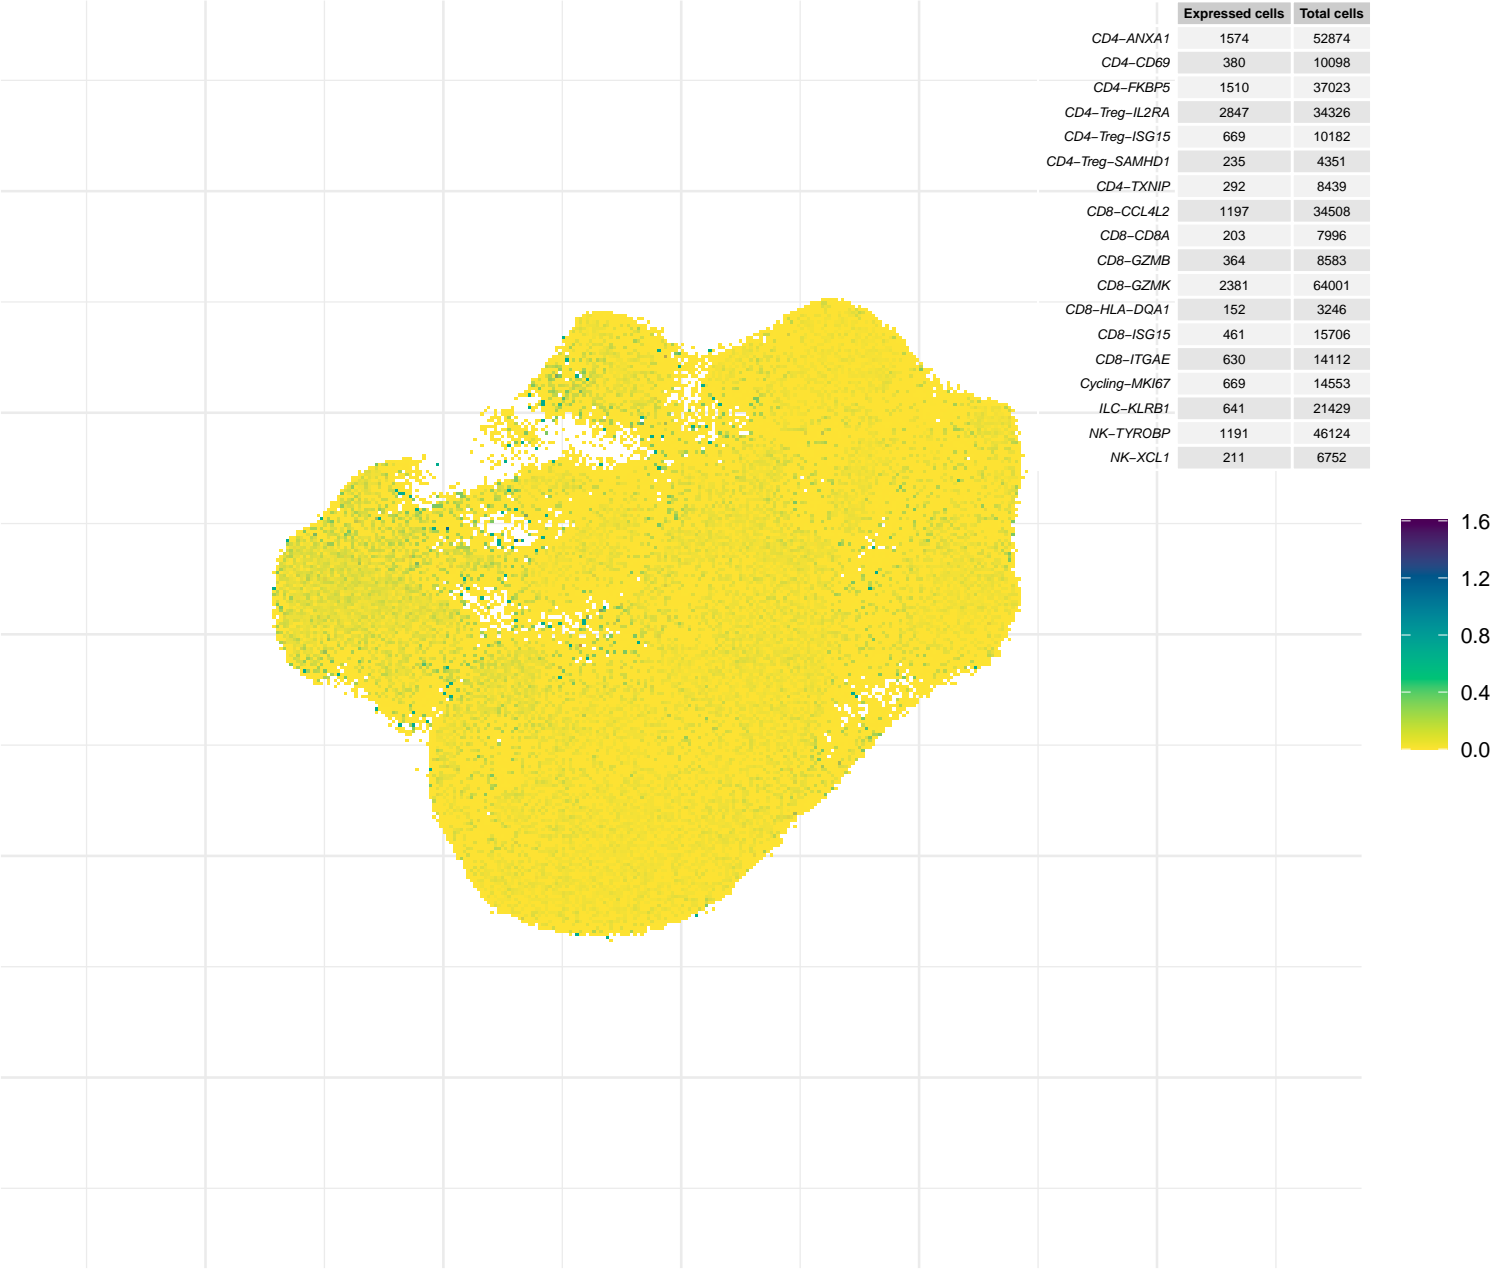 Expressed cells Total cells
CD4−ANXA1 1574 52874
CD4−CD69 380 10098
CD4−FKBP5 1510 37023
CD4−Treg−IL2RA 2847 34326
CD4−Treg−ISG15 669 10182
CD4−Treg−SAMHD1 235 4351
CD4−TXNIP 292 8439
CD8−CCL4L2 1197 34508
CD8−CD8A 203 7996
CD8−GZMB 364 8583
CD8−GZMK 2381 64001
CD8−HLA−DQA1 152 3246
CD8−ISG15 461 15706
CD8−ITGAE 630 14112
Cycling−MKI67 669 14553
ILC−KLRB1 641 21429
NK−TYROBP 1191 46124
NK−XCL1 211 6752
1.6
1.2
0.8
0.4
0.0